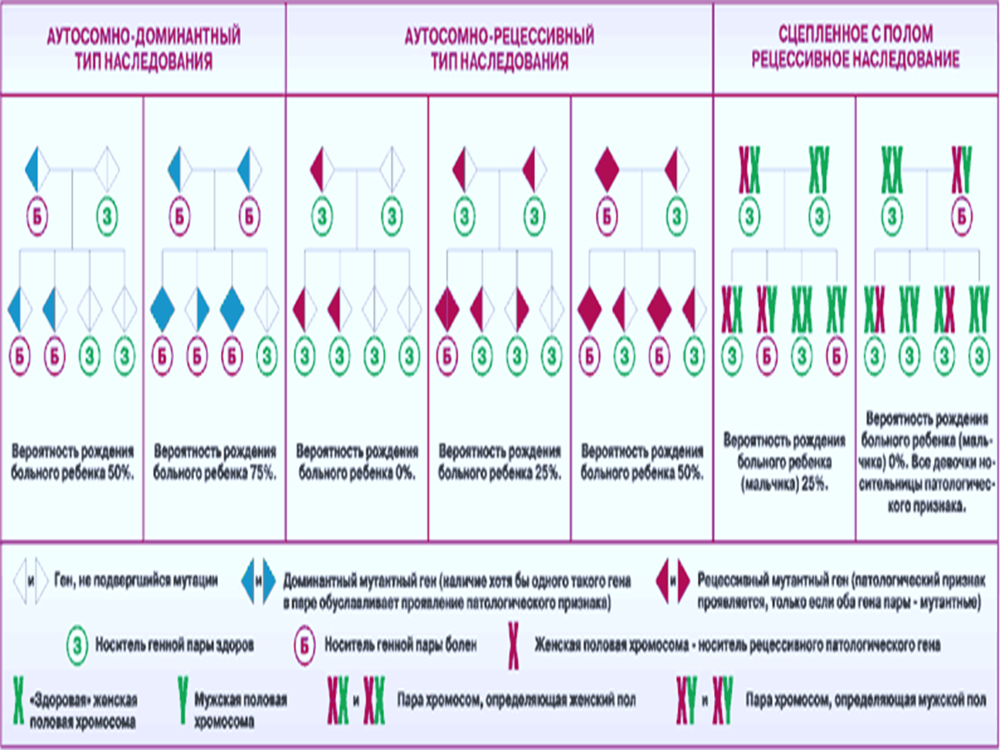 АУТОСОМНО-ДОМИНАНТНЫЙ
ТИП НАСЛЕДОВАНИЯ
АУТОСОМНО-РЕЦЕССИВНЫЙ
ТИП НАСЛЕДОВАНИЯ
СЦЕПЛЕННОЕ С ПОЛОМ
РЕЦЕССИВНОЕ НАСЛЕДОВАНИЕ
Б З
Б Б З З
Вероятность рождения
больного ребенка 50%.
Б Б
Б Б Б З
Вероятность рождения
больного ребенка 75%.
З З
З З З З
Вероятность рождения
больного ребенка 0%.
З З
Б З З З
Вероятность рождения
больного ребенка 25%.
Б З
Б З Б З
Вероятность рождения
больного ребенка 50%.
XX XY
З З
XX XY XX XY
З Б З Б
Вероятность рождения
больного ребенка
(мальчика) 25%.
XX XY
З Б
XX XY XX XY
З З З З
Вероятность рождения
больного ребенка (маль-
чика) 0%. Все девочки но-
сительницы патологичес-
кого признака.
и Ген, не подвергшийся мутации
и Доминантный мутантный ген (наличие хотя бы одного такого гена
в паре обуславливает проявление патологического признака)
и Рецессивный мутантный ген (патологический признак
проявляется, только если оба гена пары - мутантные)
З Носитель генной пары здоров
Б Носитель генной пары болен
X Женская половая хромосома - носитель рецессивного патологического гена
X «Здоровая» женская
половая хромосома
Y Мужская половая
хромосома
XX и XX Пара хромосом, определяющая женский пол
XY и XY Пара хромосом, определяющая мужской пол